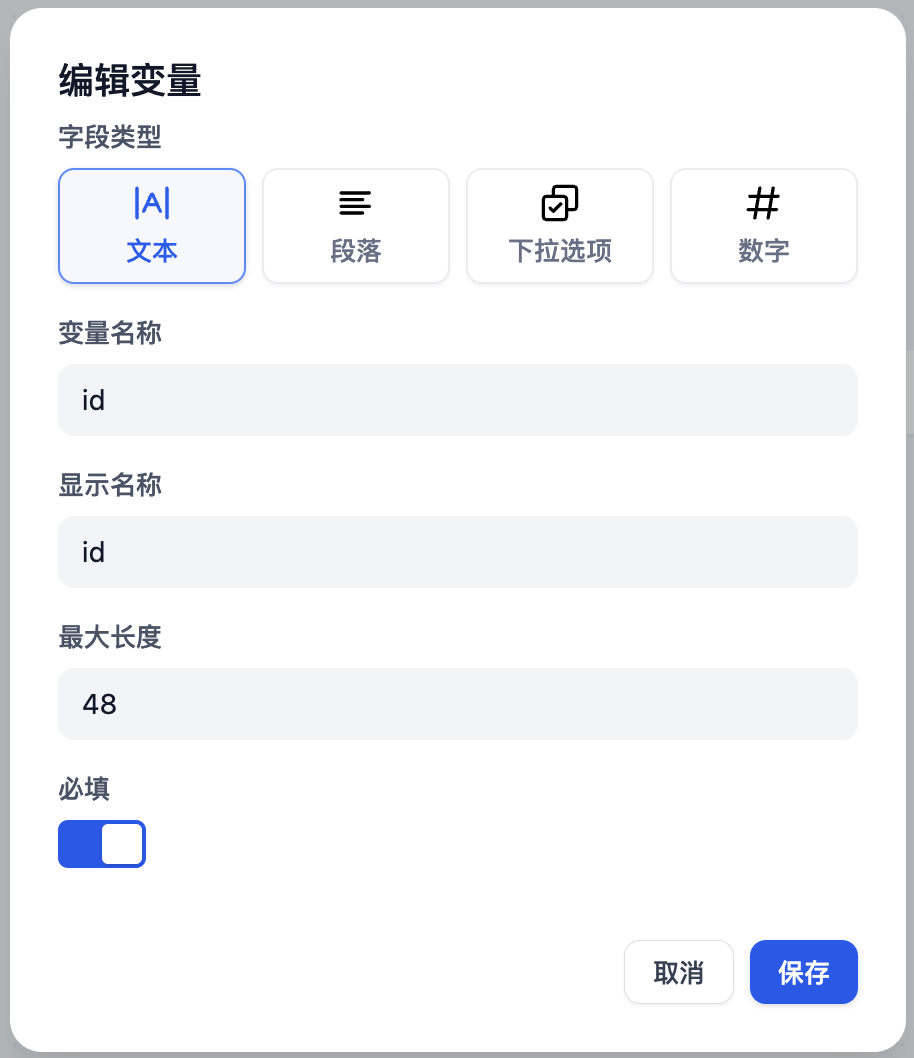 编辑变量
字段类型
文本 段落 下拉选项 数字
变量名称
id
显示名称
id
最大长度
48
必填
取消 保存